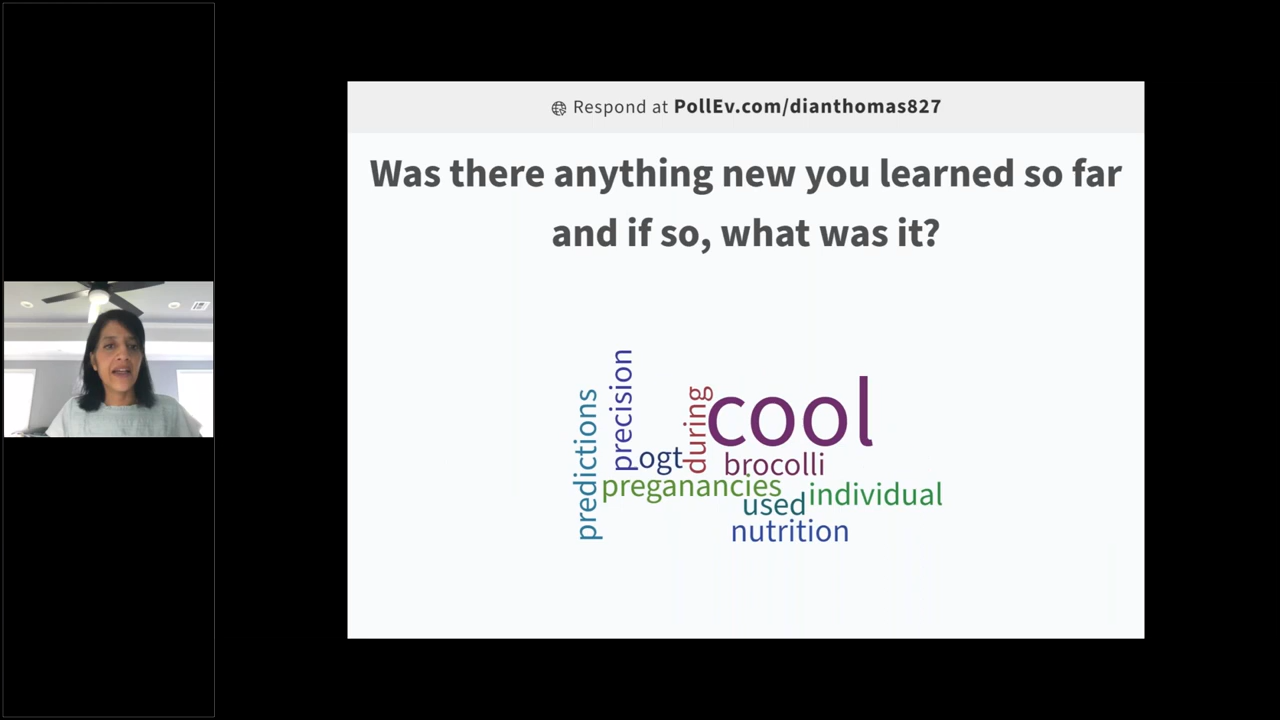 Respond at PollEv.com/dianthomas827
Was there anything new you learned so far
and if so, what was it?
predictions
precision
ogt
during
cool
brocolli
preganancies
used
individual
nutrition